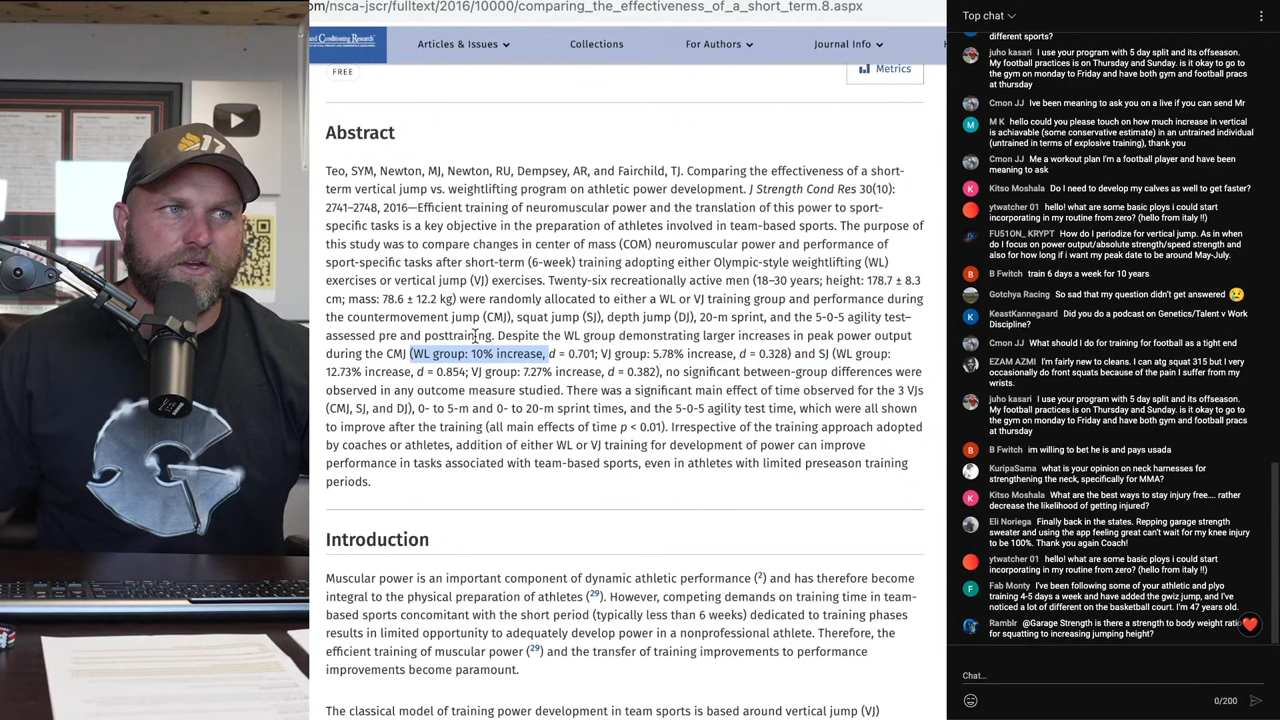 om/nsca-jscr/fulltext/2016/10000/comparing_the_effectiveness_of_a_short_term.8.aspx
and Conditioning Research
Articles & Issues
Collections
For Authors
Journal Info
FREE
Metrics
Abstract
Teo, SYM, Newton, MJ, Newton, RU, Dempsey, AR, and Fairchild, TJ. Comparing the effectiveness of a short-
term vertical jump vs. weightlifting program on athletic power development. J Strength Cond Res 30(10):
2741–2748, 2016—Efficient training of neuromuscular power and the translation of this power to sport-
specific tasks is a key objective in the preparation of athletes involved in team-based sports. The purpose of
this study was to compare changes in center of mass (COM) neuromuscular power and performance of
sport-specific tasks after short-term (6-week) training adopting either Olympic-style weightlifting (WL)
exercises or vertical jump (VJ) exercises. Twenty-six recreationally active men (18–30 years; height: 178.7 ± 8.3
cm; mass: 78.6 ± 12.2 kg) were randomly allocated to either a WL or VJ training group and performance during
the countermovement jump (CMJ), squat jump (SJ), depth jump (DJ), 20-m sprint, and the 5-0-5 agility test–
assessed pre and posttraining. Despite the WL group demonstrating larger increases in peak power output
during the CMJ (WL group: 10% increase, d = 0.701; VJ group: 5.78% increase, d = 0.328) and SJ (WL group:
12.73% increase, d = 0.854; VJ group: 7.27% increase, d = 0.382), no significant between-group differences were
observed in any outcome measure studied. There was a significant main effect of time observed for the 3 VJs
(CMJ, SJ, and DJ), 0- to 5-m and 0- to 20-m sprint times, and the 5-0-5 agility test time, which were all shown
to improve after the training (all main effects of time p < 0.01). Irrespective of the training approach adopted
by coaches or athletes, addition of either WL or VJ training for development of power can improve
performance in tasks associated with team-based sports, even in athletes with limited preseason training
periods.
Introduction
Muscular power is an important component of dynamic athletic performance (2) and has therefore become
integral to the physical preparation of athletes (29). However, competing demands on training time in team-
based sports concomitant with the short period (typically less than 6 weeks) dedicated to training phases
results in limited opportunity to adequately develop power in a nonprofessional athlete. Therefore, the
efficient training of muscular power (29) and the transfer of training improvements to performance
improvements become paramount.
The classical model of training power development in team sports is based around vertical jump (VJ)
Top chat
different sports?
juho kasari I use your program with 5 day split and its offseason.
My football practices is on Thursday and Sunday. is it okay to go to
the gym on monday to Friday and have both gym and football pracs
at thursday
Cmon JJ Ive been meaning to ask you on a live if you can send Mr
M K hello could you please touch on how much increase in vertical
is achiavable (some conservative estimate) in an untrained individual
(untrained in terms of explosive training), thank you
Cmon JJ Me a workout plan I'm a football player and have been
meaning to ask
Kitso Moshala Do I need to develop my calves as well to get faster?
ytwatcher 01 hello! what are some basic ploys i could start
incorporating in my routine from zero? (hello from italy !!)
FU51ON_ KRYPT How do i periodize for vertical jump. As in when
do I focus on power output/absolute strength/speed strength and
also for how long if i want my peak date to be around May-July.
B Fwitch train 6 days a week for 10 years
Gotchya Racing So sad that my question didn't get answered 😢
KeastKannegaard Did you do a podcast on Genetics/Talent v Work
Discipline?
Cmon JJ What should I do for training for football as a tight end
EZAM AZMI I'm fairly new to cleans. I can atg squat 315 but I very
occasionally do front squats because of the pain I suffer from my
wrists.
juho kasari I use your program with 5 day split and its offseason.
My football practices is on Thursday and Sunday. is it okay to go to
the gym on monday to Friday and have both gym and football pracs
at thursday
B Fwitch im willing to bet he is and pays usada
KuripaSama what is your opinion on neck harnesses for
strengthening the neck, specifically for MMA?
Kitso Moshala What are the best ways to stay injury free.... rather
decrease the likelihood of getting injured?
Eli Noriega Finally back in the states. Repping garage strength
sweater and using the app feeling great can't wait for my knee injury
to be 100%. Thank you again Coach!
ytwatcher 01 hello! what are some basic ploys i could start
incorporating in my routine from zero? (hello from italy !!)
Fab Monty I've been following some of your athletic and plyo
training 4-5 days a week and have added the gwiz jump, and I've
noticed a lot of different on the basketball court. I'm 47 years old.
Ramblr @Garage Strength is there a strength to body weight
for squatting to increasing jumping height?
Chat...
0/200